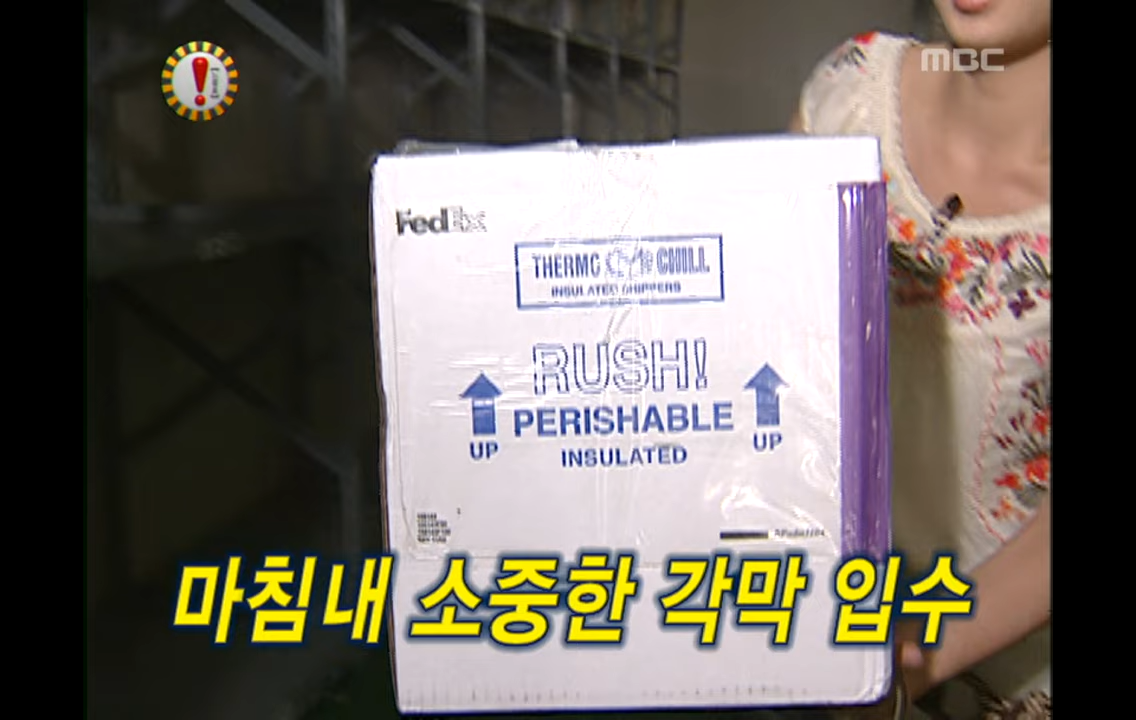 MBC
FedEx
THERMO CHILL
INSULATED SHIPPERS
RUSH!
PERISHABLE
UP
UP
INSULATED
마침내 소중한 각막 입수